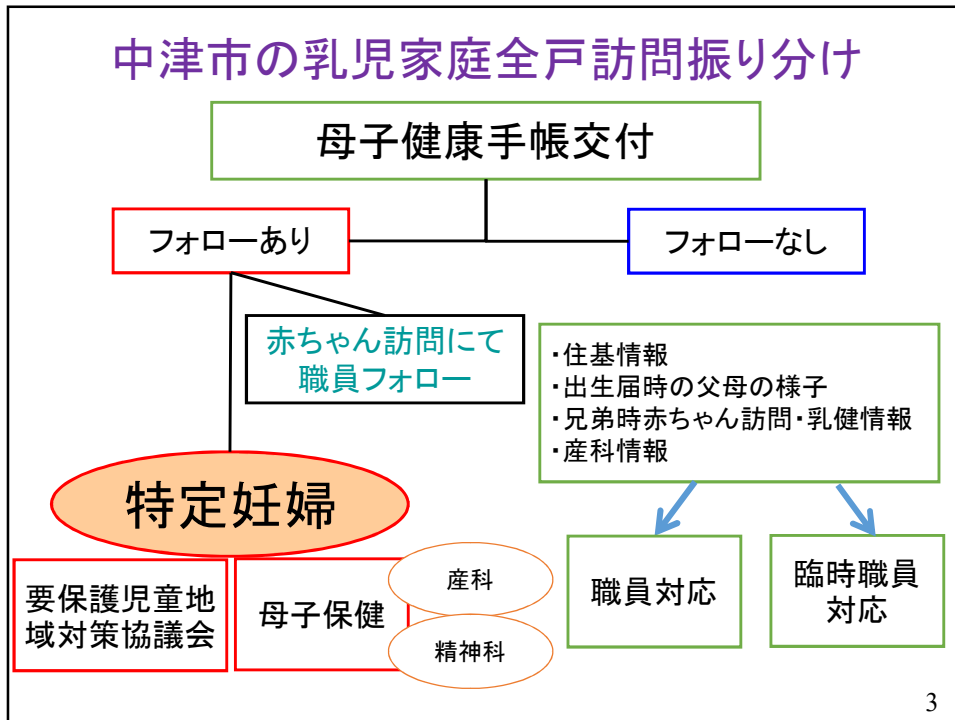 中津市の乳児家庭全戸訪問振り分け
母子健康手帳交付
フォローあり
フォローなし
赤ちゃん訪問にて
職員フォロー
・住基情報
・出生届時の父母の様子
・兄弟時赤ちゃん訪問・乳健情報
・産科情報
特定妊婦
要保護児童地
域対策協議会
母子保健
産科
精神科
職員対応
臨時職員
対応
3